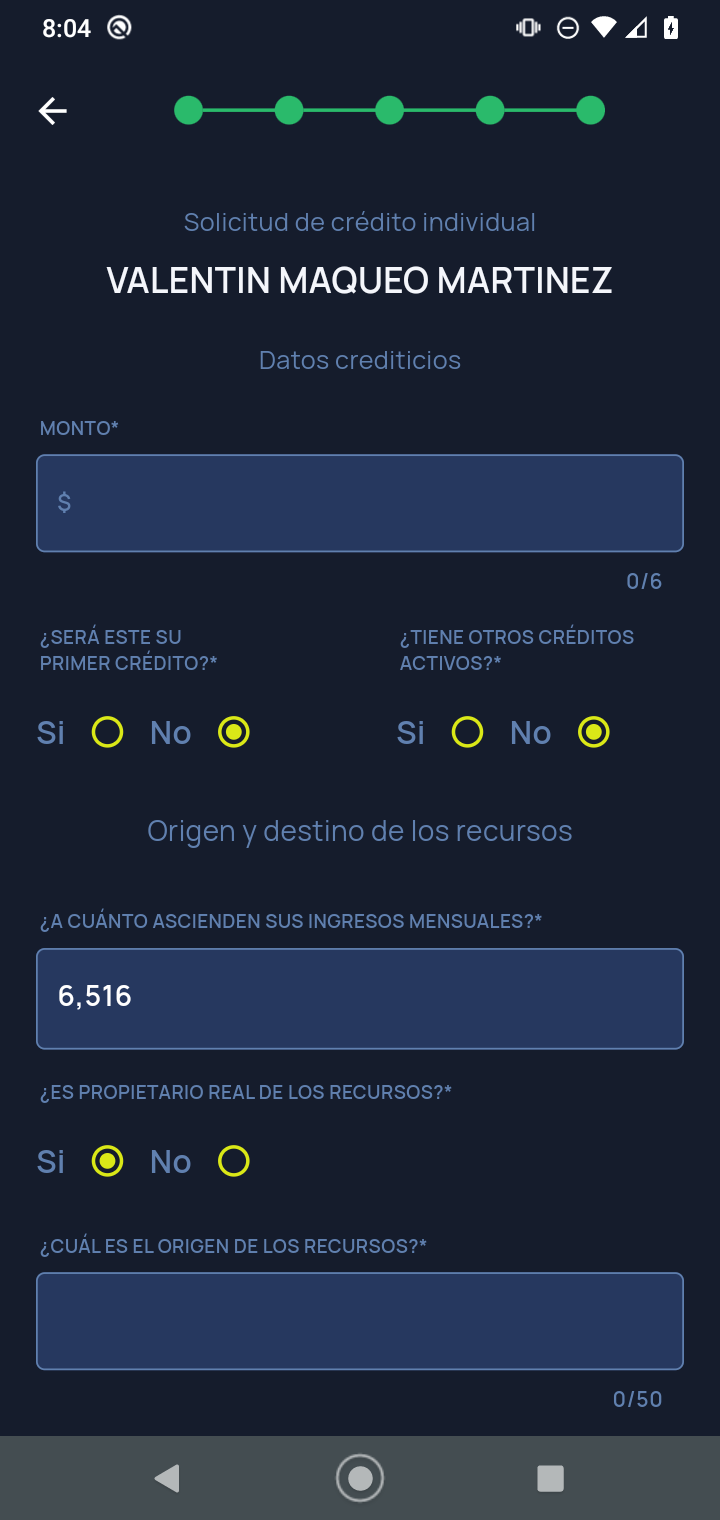 8:04
Solicitud de crédito individual
VALENTIN MAQUEO MARTINEZ
Datos crediticios
MONTO*
$
0/6
¿SERÁ ESTE SU
PRIMER CRÉDITO?*
Si No
¿TIENE OTROS CRÉDITOS
ACTIVOS?*
Si No
Origen y destino de los recursos
¿A CUÁNTO ASCIENDEN SUS INGRESOS MENSUALES?*
6,516
¿ES PROPIETARIO REAL DE LOS RECURSOS?*
Si No
¿CUÁL ES EL ORIGEN DE LOS RECURSOS?*
0/50